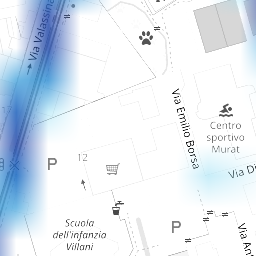 Via Valassina
Via Emilio Borsa
Centro
sportivo
Murat
Via Di
P
12
Scuola
dell'infanzia
Villani
P
Via An